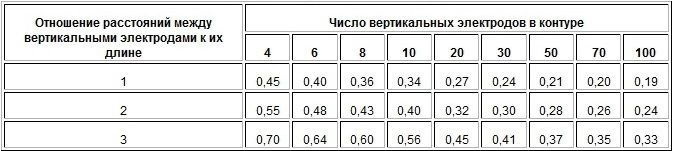 Отношение расстояний между вертикальными электродами к их длине
Число вертикальных электродов в контуре
4 6 8 10 20 30 50 70 100
1 0,45 0,40 0,36 0,34 0,27 0,24 0,21 0,20 0,19
2 0,55 0,48 0,43 0,40 0,32 0,30 0,28 0,26 0,24
3 0,70 0,64 0,60 0,56 0,45 0,41 0,37 0,35 0,33